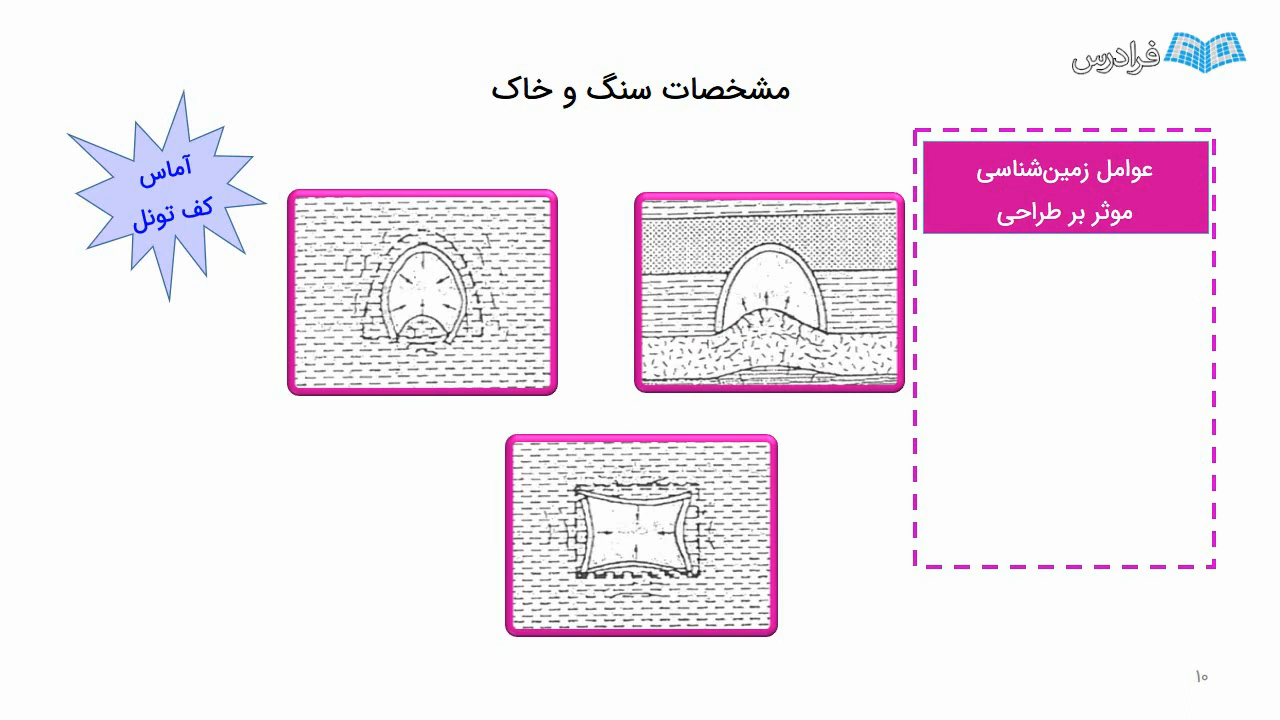 فرادرس
مشخصات سنگ و خاک
عوامل زمین‌شناسی
موثر بر طراحی
آماس
کف تونل
۱۰